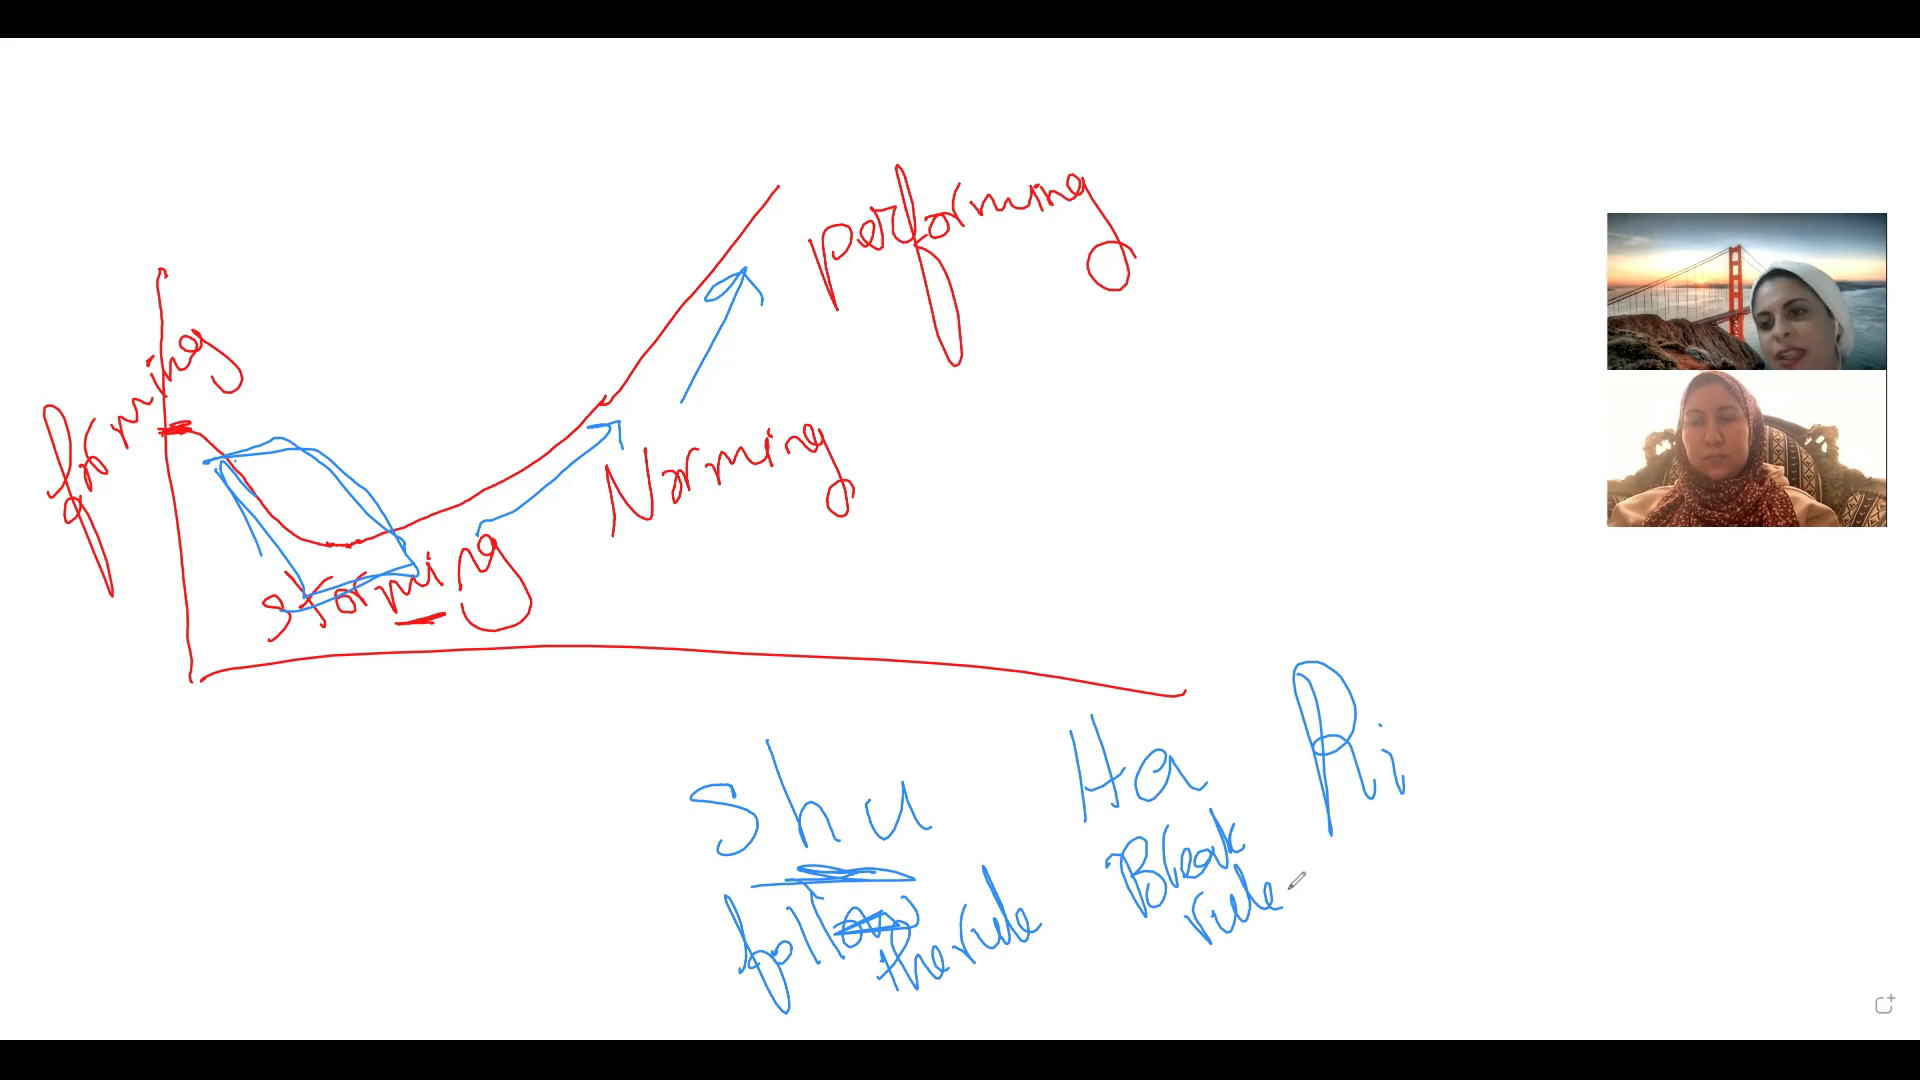 performing
forming
Norming
storming
Shu Ha Ri
follow
the rule
Break
rule